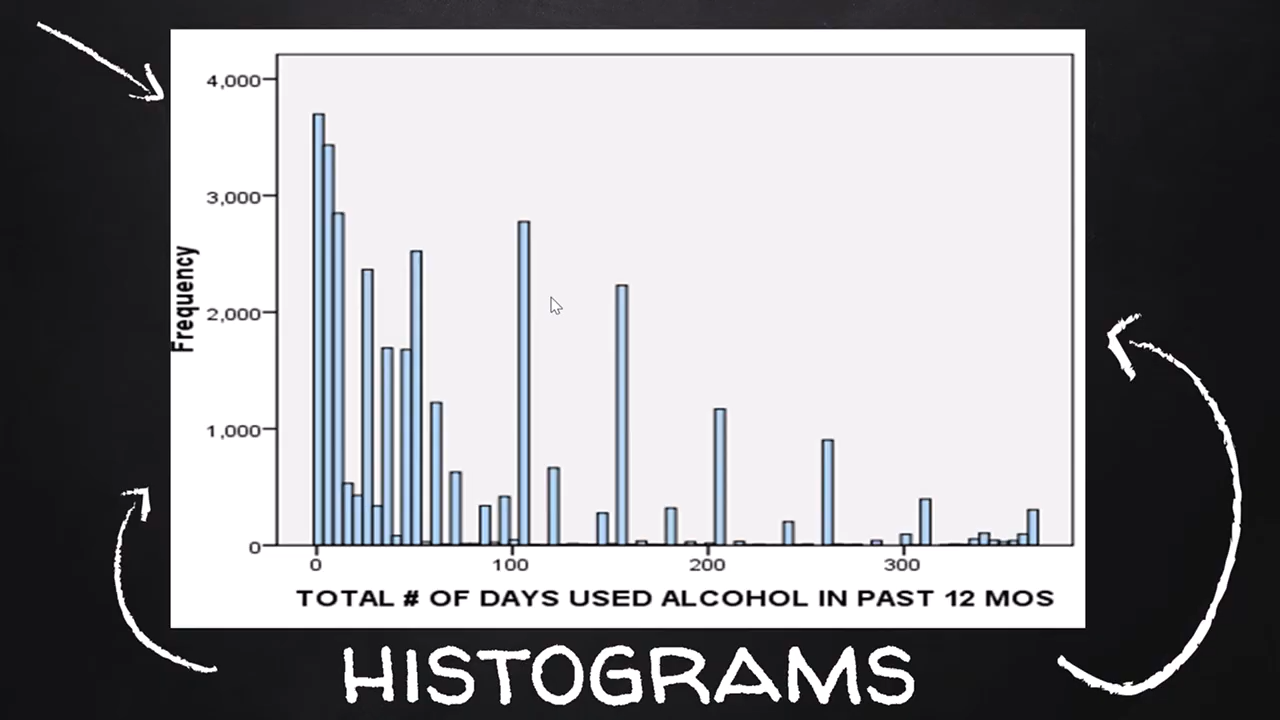 4,000
3,000
2,000
1,000
0
Frequency
0 100 200 300
TOTAL # OF DAYS USED ALCOHOL IN PAST 12 MOS
HISTOGRAMS